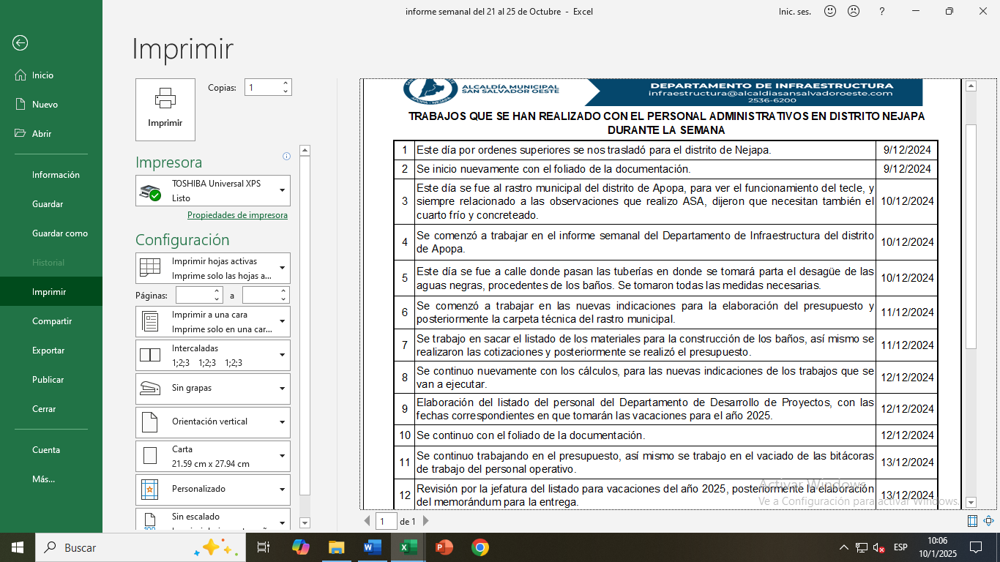 informe semanal del 21 al 25 de Octubre - Excel
Inic. ses.
?
Inicio
Nuevo
Abrir
Información
Guardar
Guardar como
Historial
Imprimir
Compartir
Exportar
Publicar
Cerrar
Cuenta
Más...
Imprimir
Imprimir
Copias: 1
Impresora
TOSHIBA Universal XPS
Listo
Propiedades de impresora
Configuración
Imprimir hojas activas
Imprime solo las hojas a...
Páginas: a
Imprimir a una cara
Imprime solo en una car...
Intercaladas
1;2;3 1;2;3 1;2;3
Sin grapas
Orientación vertical
Carta
21.59 cm x 27.94 cm
Personalizado
Sin escalado
100
ALCALDÍA MUNICIPAL
SAN SALVADOR OESTE
APOPA - NEJAPA
DEPARTAMENTO DE INFRAESTRUCTURA
infraestructura@alcaldiasansalvadoroeste.com
2536-6200
TRABAJOS QUE SE HAN REALIZADO CON EL PERSONAL ADMINISTRATIVOS EN DISTRITO NEJAPA
DURANTE LA SEMANA
1 Este día por ordenes superiores se nos trasladó para el distrito de Nejapa. 9/12/2024
2 Se inicio nuevamente con el foliado de la documentación. 9/12/2024
Este día se fue al rastro municipal del distrito de Apopa, para ver el funcionamiento del tecle, y
3 siempre relacionado a las observaciones que realizo ASA, dijeron que necesitan también el 10/12/2024
cuarto frío y concreteado.
4 Se comenzó a trabajar en el informe semanal del Departamento de Infraestructura del distrito 10/12/2024
de Apopa.
5 Este día se fue a calle donde pasan las tuberías en donde se tomará parta el desagüe de las 10/12/2024
aguas negras, procedentes de los baños. Se tomaron todas las medidas necesarias.
6 Se comenzó a trabajar en las nuevas indicaciones para la elaboración del presupuesto y 11/12/2024
posteriormente la carpeta técnica del rastro municipal.
7 Se trabajo en sacar el listado de los materiales para la construcción de los baños, así mismo se 11/12/2024
realizaron las cotizaciones y posteriormente se realizó el presupuesto.
8 Se continuo nuevamente con los cálculos, para las nuevas indicaciones de los trabajos que se 12/12/2024
van a ejecutar.
9 Elaboración del listado del personal del Departamento de Desarrollo de Proyectos, con las 12/12/2024
fechas correspondientes en que tomarán las vacaciones para el año 2025.
10 Se continuo con el foliado de la documentación. 12/12/2024
11 Se continuo trabajando en el presupuesto, así mismo se trabajo en el vaciado de las bitácoras 13/12/2024
de trabajo del personal operativo.
12 Revisión por la jefatura del listado para vacaciones del año 2025, posteriormente la elaboración 13/12/2024
del memorándum para la entrega.
Activar Windows
Ve a Configuración para activar Windows.
1 de 1
Buscar
ESP
10:06
10/1/2025